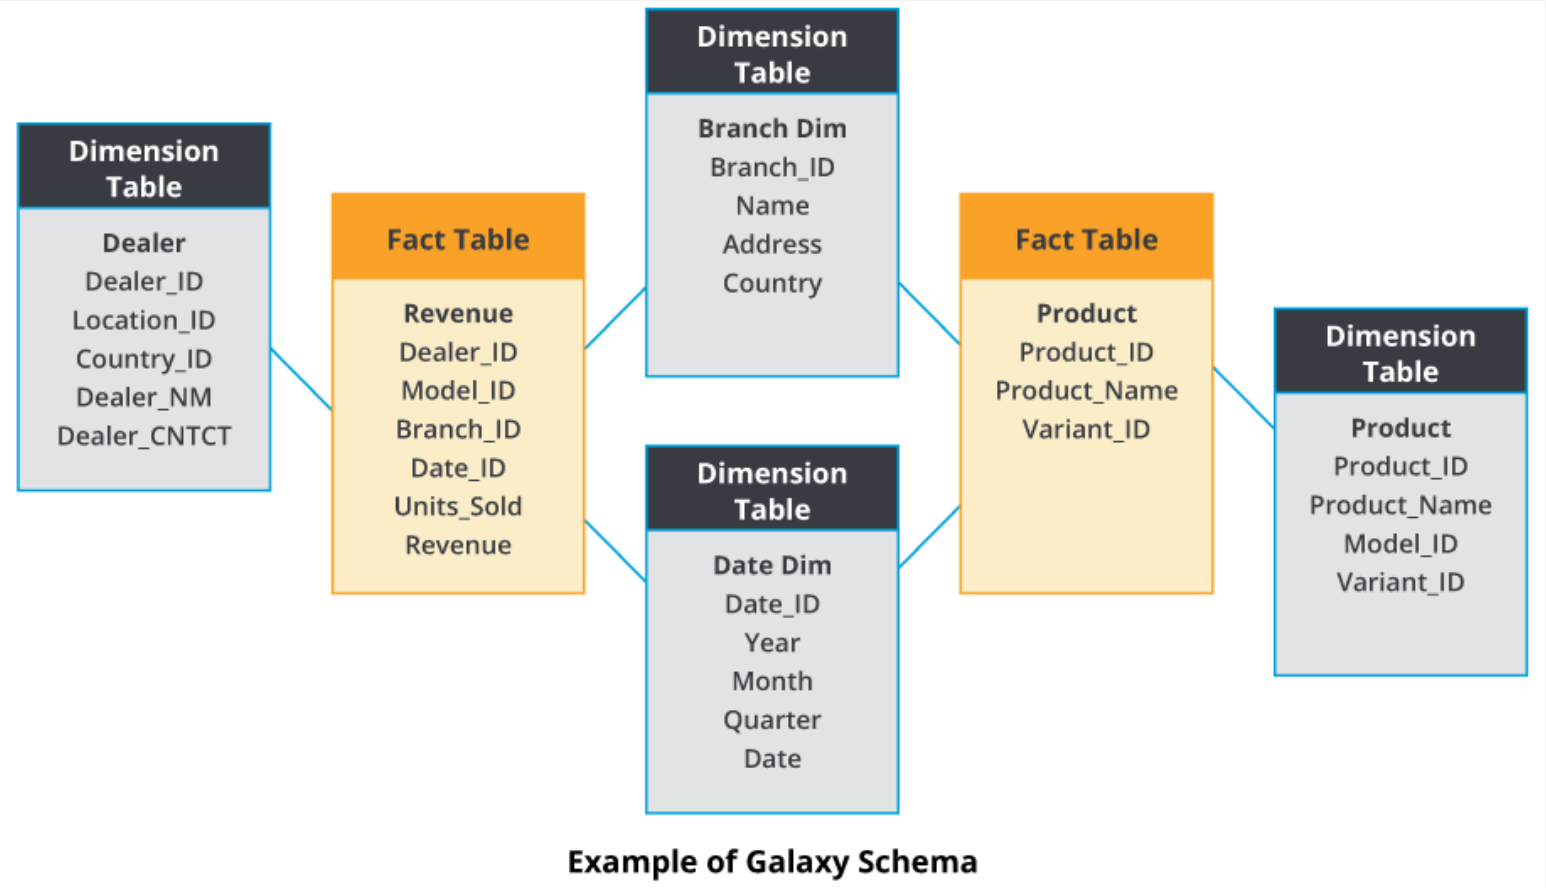 Dimension
Table
Dealer
Dealer_ID
Location_ID
Country_ID
Dealer_NM
Dealer_CNTCT
Fact Table
Revenue
Dealer_ID
Model_ID
Branch_ID
Date_ID
Units_Sold
Revenue
Dimension
Table
Branch Dim
Branch_ID
Name
Address
Country
Dimension
Table
Date Dim
Date_ID
Year
Month
Quarter
Date
Fact Table
Product
Product_ID
Product_Name
Variant_ID
Dimension
Table
Product
Product_ID
Product_Name
Model_ID
Variant_ID
Example of Galaxy Schema